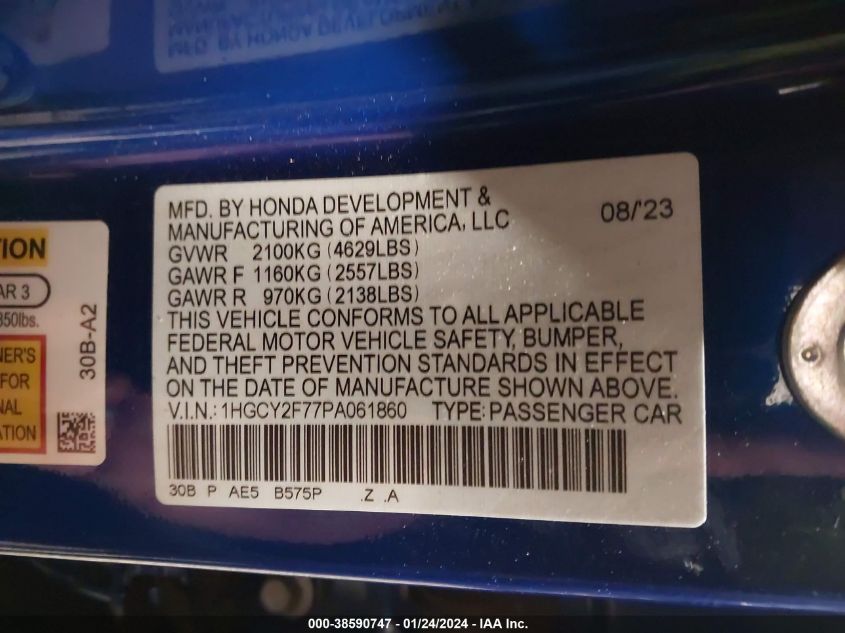 MFD. BY HONDA DEVELOPMENT &
MANUFACTURING OF AMERICA, LLC
08/'23
GVWR 2100KG (4629LBS)
GAWR F 1160KG (2557LBS)
GAWR R 970KG (2138LBS)
THIS VEHICLE CONFORMS TO ALL APPLICABLE
FEDERAL MOTOR VEHICLE SAFETY, BUMPER,
AND THEFT PREVENTION STANDARDS IN EFFECT
ON THE DATE OF MANUFACTURE SHOWN ABOVE.
V.I.N.: 1HGCY2F77PA061860 TYPE: PASSENGER CAR
30B P AE5 B575P .Z .A
AR 3
350lbs.
NER'S
FOR
NAL
ATION
30B-A2
000-38590747 - 01/24/2024 - IAA Inc.